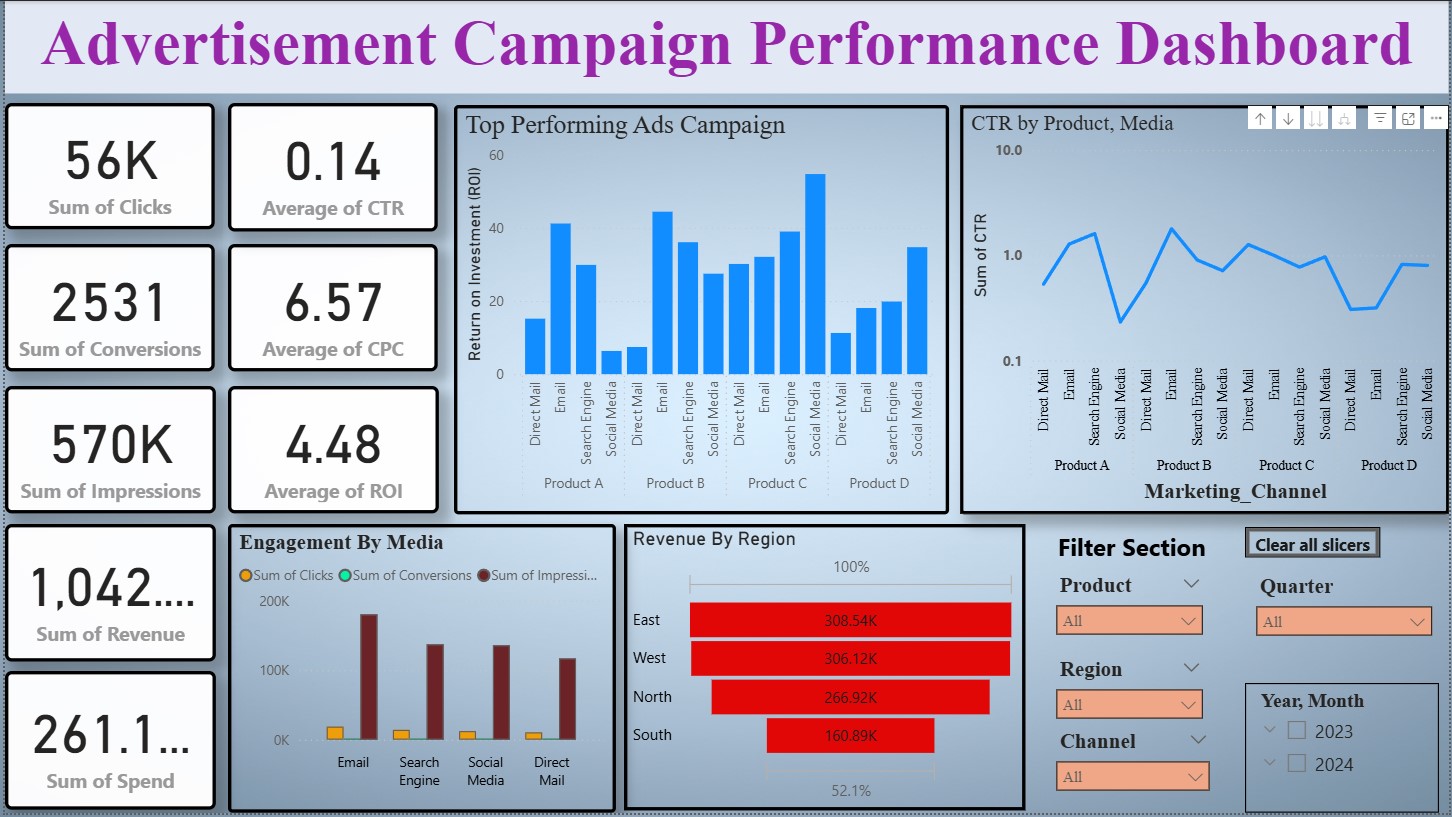 Advertisement Campaign Performance Dashboard
56K
Sum of Clicks
0.14
Average of CTR
2531
Sum of Conversions
6.57
Average of CPC
570K
Sum of Impressions
4.48
Average of ROI
1,042....
Sum of Revenue
261.1...
Sum of Spend
Top Performing Ads Campaign
Return on Investment (ROI)
60
40
20
0
Direct Mail
Email
Search Engine
Social Media
Direct Mail
Email
Search Engine
Social Media
Direct Mail
Email
Search Engine
Social Media
Direct Mail
Email
Search Engine
Social Media
Product A
Product B
Product C
Product D
CTR by Product, Media
Sum of CTR
10.0
1.0
0.1
Direct Mail
Email
Search Engine
Social Media
Direct Mail
Email
Search Engine
Social Media
Direct Mail
Email
Search Engine
Social Media
Direct Mail
Email
Search Engine
Social Media
Product A
Product B
Product C
Product D
Marketing_Channel
Engagement By Media
Sum of Clicks
Sum of Conversions
Sum of Impressi...
200K
100K
0K
Email
Search
Engine
Social
Media
Direct
Mail
Revenue By Region
100%
East
308.54K
West
306.12K
North
266.92K
South
160.89K
52.1%
Filter Section
Clear all slicers
Product
All
Quarter
All
Region
All
Channel
All
Year, Month
2023
2024